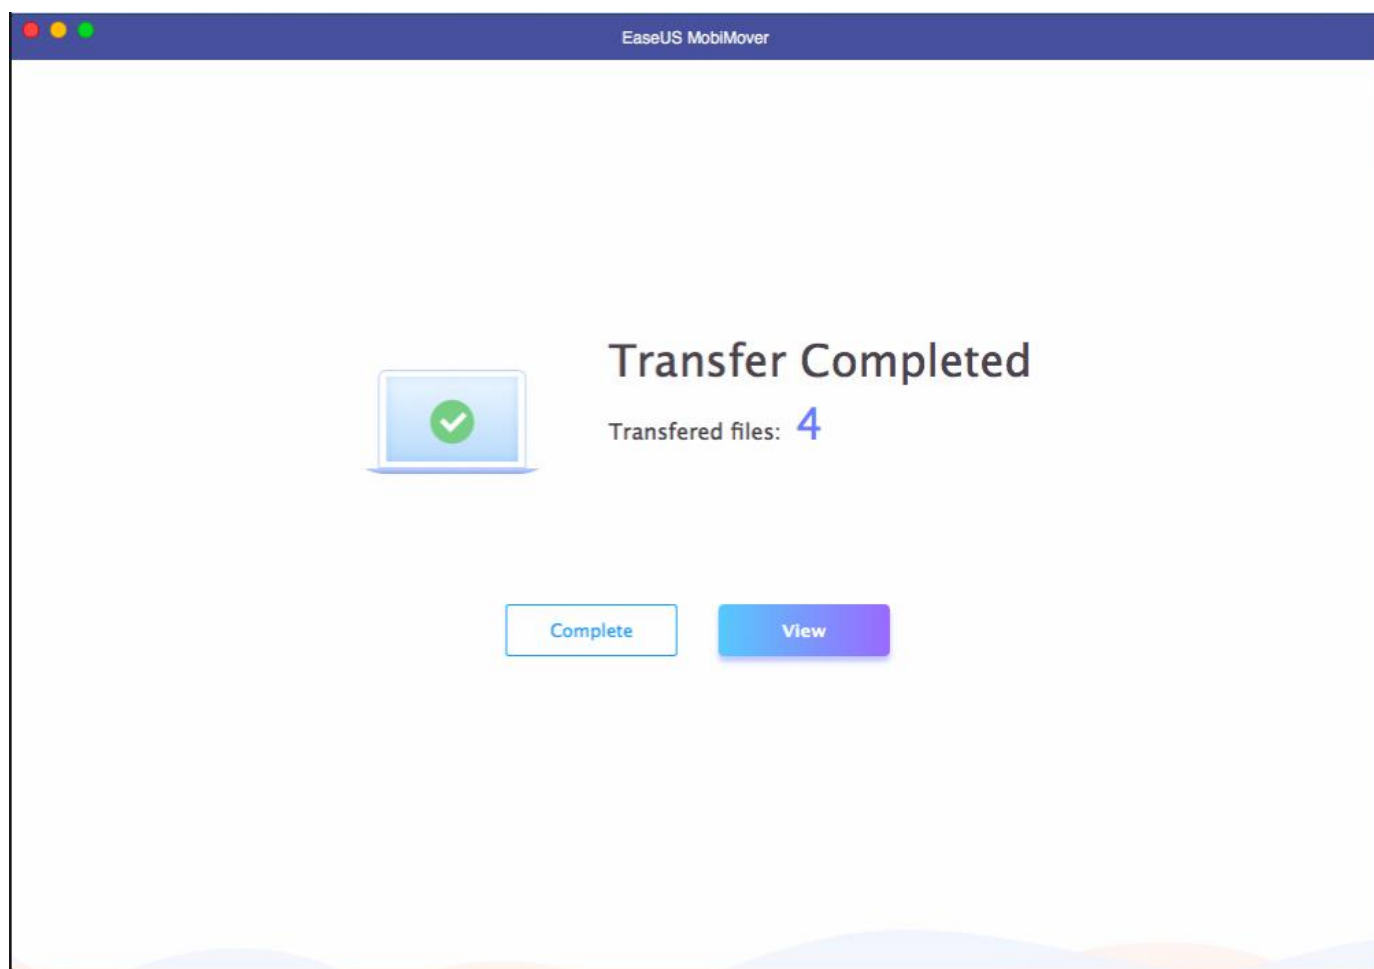 EaseUS MobiMover
Transfer Completed
Transfered files: 4
Complete
View